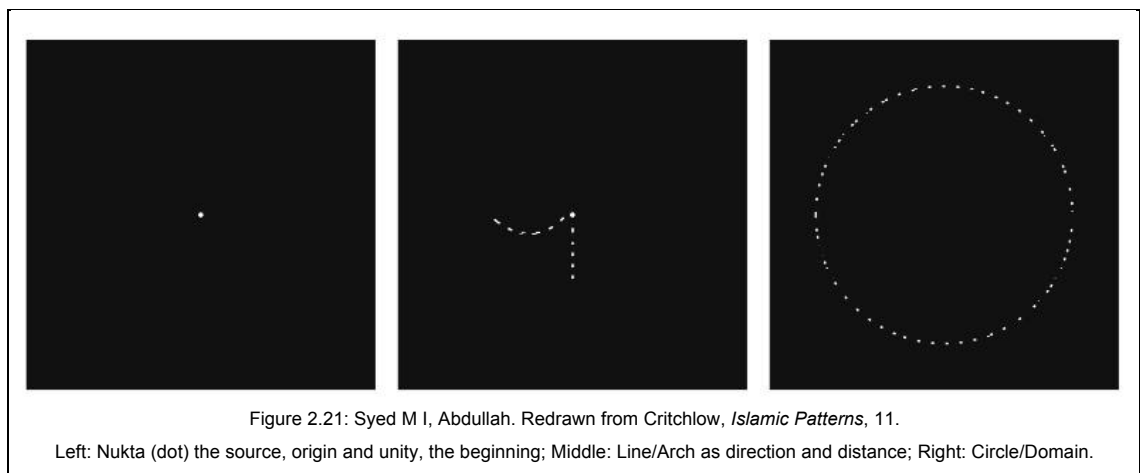 Figure 2.21: Syed M I, Abdullah. Redrawn from Critchlow, Islamic Patterns, 11.
Left: Nukta (dot) the source, origin and unity, the beginning; Middle: Line/Arch as direction and distance; Right: Circle/Domain.